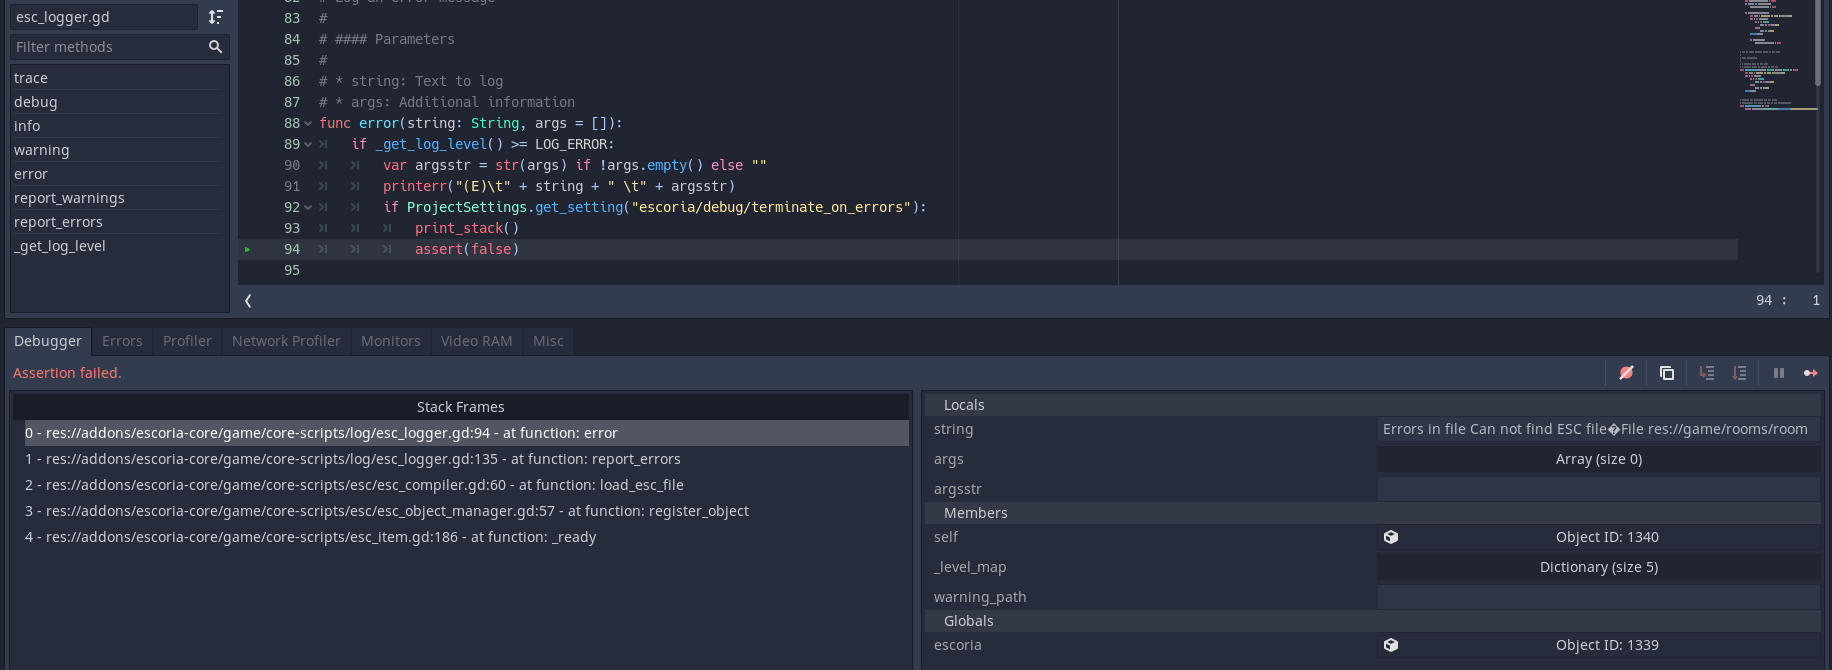 esc_logger.gd
Filter methods
trace
debug
info
warning
error
report_warnings
report_errors
_get_log_level
82 # Log an error message
83 #
84 # #### Parameters
85 #
86 # * string: Text to log
87 # * args: Additional information
88 func error(string: String, args = []):
89 if _get_log_level() >= LOG_ERROR:
90 var argsstr = str(args) if !args.empty() else ""
91 printerr("(E)\t" + string + " \t" + argsstr)
92 if ProjectSettings.get_setting("escoria/debug/terminate_on_errors"):
93 print_stack()
94 assert(false)
95
94 : 1
Debugger Errors Profiler Network Profiler Monitors Video RAM Misc
Assertion failed.
Stack Frames
0 - res://addons/escoria-core/game/core-scripts/log/esc_logger.gd:94 - at function: error
1 - res://addons/escoria-core/game/core-scripts/log/esc_logger.gd:135 - at function: report_errors
2 - res://addons/escoria-core/game/core-scripts/esc/esc_compiler.gd:60 - at function: load_esc_file
3 - res://addons/escoria-core/game/core-scripts/esc/esc_object_manager.gd:57 - at function: register_object
4 - res://addons/escoria-core/game/core-scripts/esc_item.gd:186 - at function: _ready
Locals
string Errors in file Can not find ESC file�File res://game/rooms/room
args Array (size 0)
argsstr
Members
self Object ID: 1340
_level_map Dictionary (size 5)
warning_path
Globals
escoria Object ID: 1339